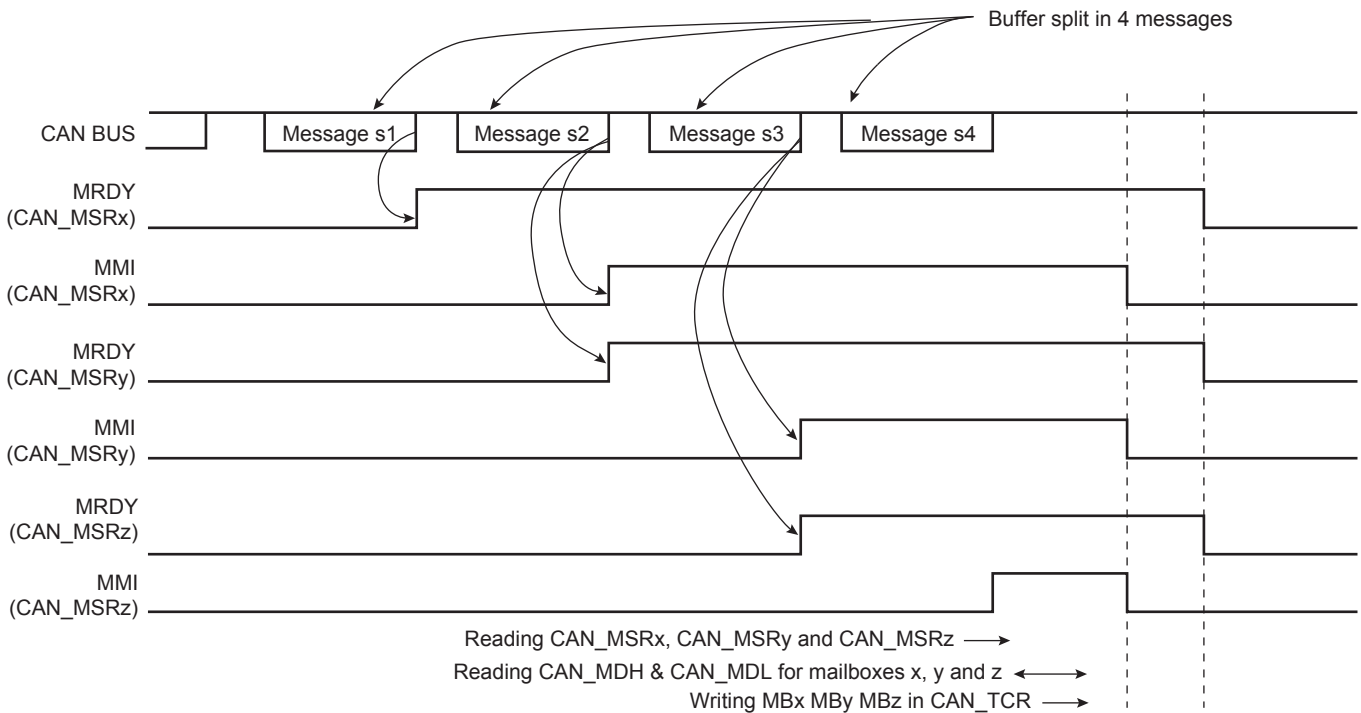 Buffer split in 4 messages
CAN BUS
Message s1
Message s2
Message s3
Message s4
MRDY
(CAN_MSRx)
MMI
(CAN_MSRx)
MRDY
(CAN_MSRy)
MMI
(CAN_MSRy)
MRDY
(CAN_MSRz)
MMI
(CAN_MSRz)
Reading CAN_MSRx, CAN_MSRy and CAN_MSRz
Reading CAN_MDH & CAN_MDL for mailboxes x, y and z
Writing MBx MBy MBz in CAN_TCR